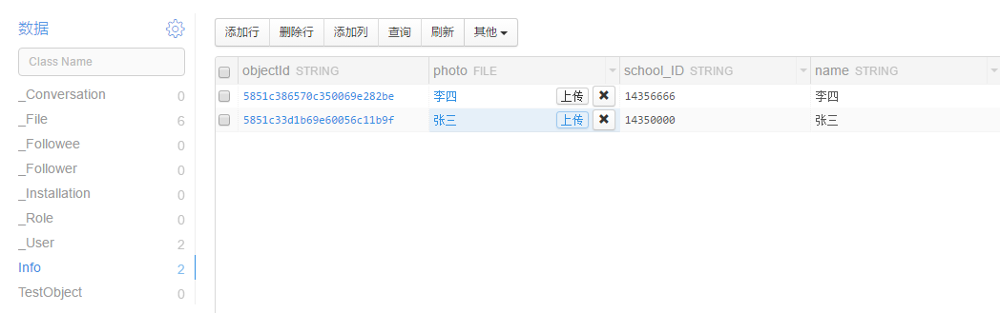 数据
Class Name
_Conversation 0
_File 6
_Followee 0
_Follower 0
_Installation 0
_Role 0
_User 2
Info 2
TestObject 0
添加行 删除行 添加列 查询 刷新 其他
objectId STRING photo FILE school_ID STRING name STRING
5851c386570c350069e282be 李四 上传 14356666 李四
5851c33d1b69e60056c11b9f 张三 上传 14350000 张三